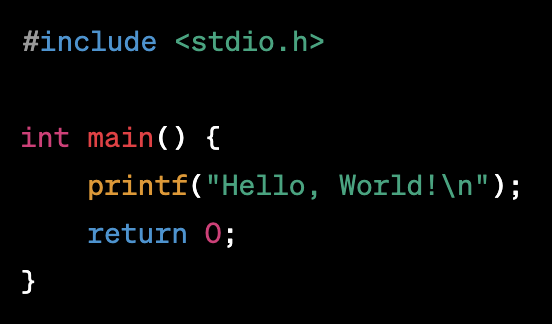 #include <stdio.h>
int main() {
    printf("Hello, World!\n");
    return 0;
}